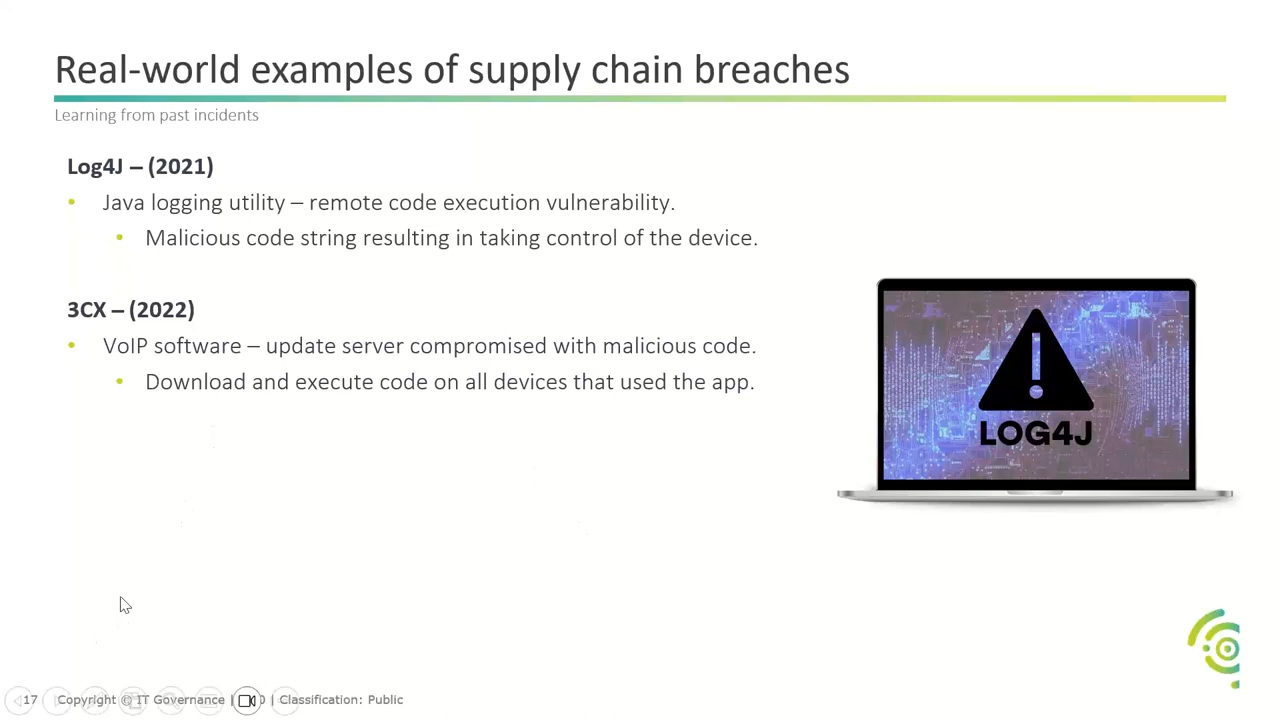 Real-world examples of supply chain breaches
Learning from past incidents
Log4J – (2021)
• Java logging utility – remote code execution vulnerability.
• Malicious code string resulting in taking control of the device.
3CX – (2022)
• VoIP software – update server compromised with malicious code.
• Download and execute code on all devices that used the app.
LOG4J
17 Copyright © IT Governance | | Classification: Public